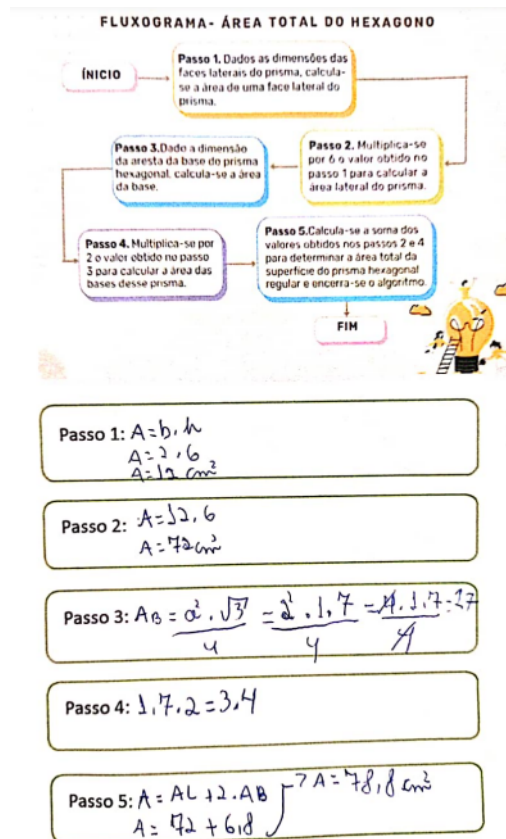 FLUXOGRAMA- ÁREA TOTAL DO HEXAGONO
ÍNICIO
Passo 1. Dados as dimensões das
faces laterais do prisma, calcula-
se a área de uma face lateral do
prisma.
Passo 2. Multiplica-se
por 6 o valor obtido no
passo 1 para calcular a
área lateral do prisma.
Passo 3.Dado a dimensão
da aresta da base do prisma
hexagonal, calcula-se a área
da base.
Passo 4. Multiplica-se por
2 o valor obtido no passo
3 para calcular a área das
bases desse prisma.
Passo 5.Calcula-se a soma dos
valores obtidos nos passos 2 e 4
para determinar a área total da
superfície do prisma hexagonal
regular e encerra-se o algoritmo.
FIM
Passo 1: A=b.h
A=2.6
A=12 cm²
Passo 2: A=12.6
A=72cm²
Passo 3: AB = a².√3/4 = 2².1,7/4 = 4.1,7/4 = 17
Passo 4: 1,7.2=3,4
Passo 5: A= AL +2.AB → A=78,8 cm²
A= 72 + 6,8